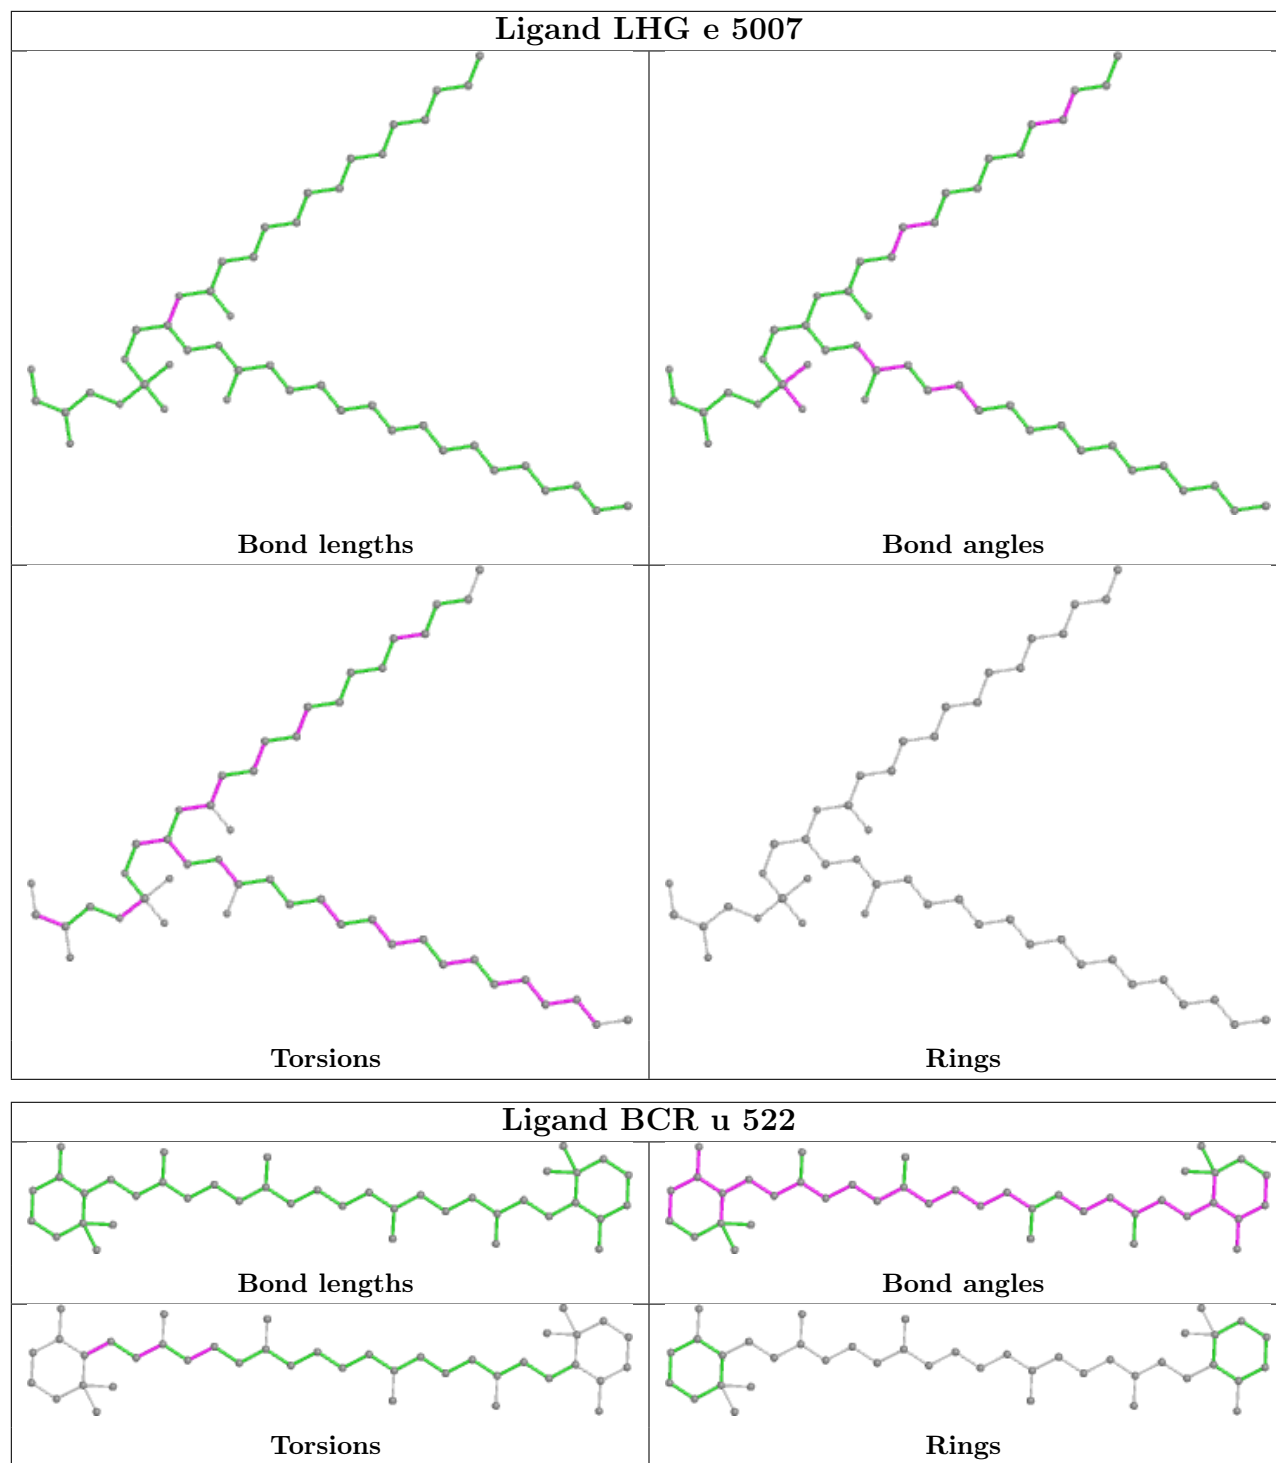 Ligand LHG e 5007
Bond lengths
Bond angles
Torsions
Rings
Ligand BCR u 522
Bond lengths
Bond angles
Torsions
Rings